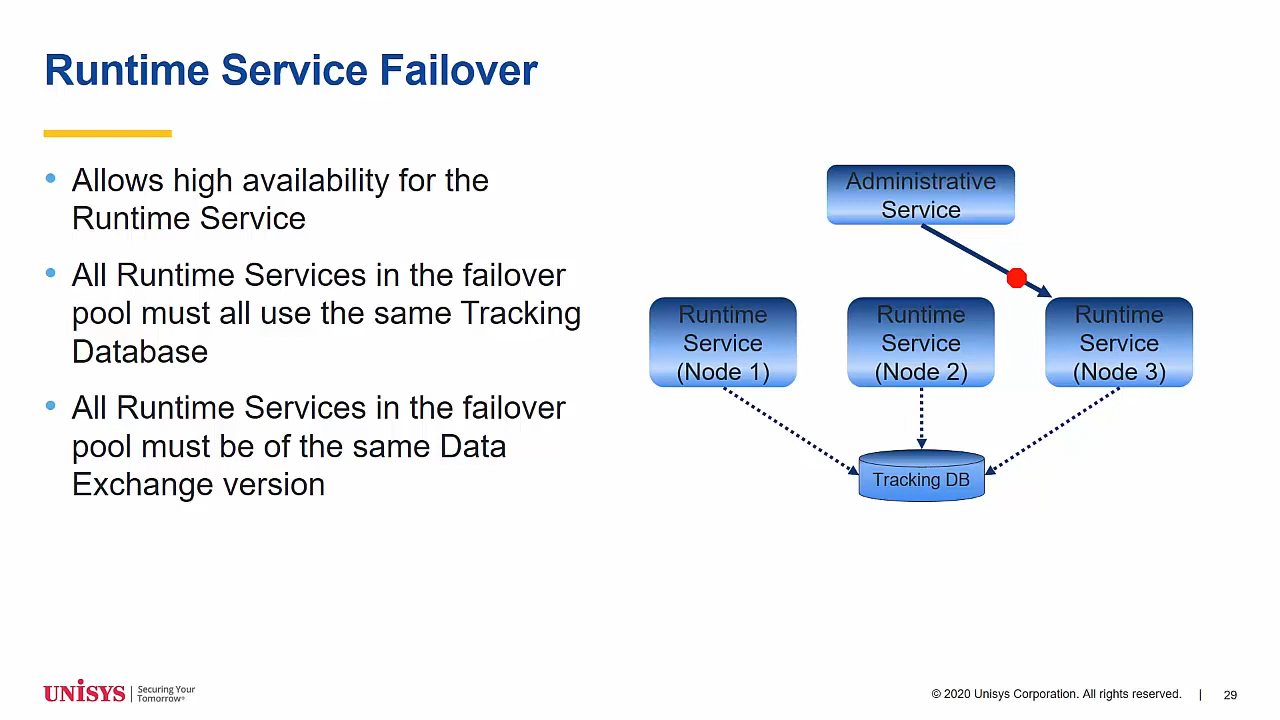 Runtime Service Failover
• Allows high availability for the
Runtime Service
• All Runtime Services in the failover
pool must all use the same Tracking
Database
• All Runtime Services in the failover
pool must be of the same Data
Exchange version
Administrative
Service
Runtime
Service
(Node 1)
Runtime
Service
(Node 2)
Runtime
Service
(Node 3)
Tracking DB
UNISYS | Securing Your
Tomorrow®
© 2020 Unisys Corporation. All rights reserved. | 29